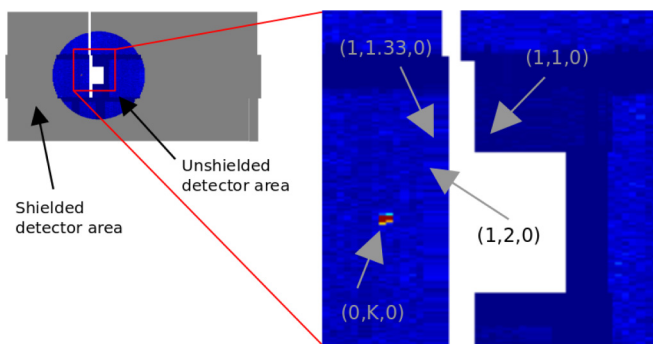 (1,1.33,0)
(1,1,0)
Unshielded
detector area
Shielded
detector area
(1,2,0)
(0,K,0)